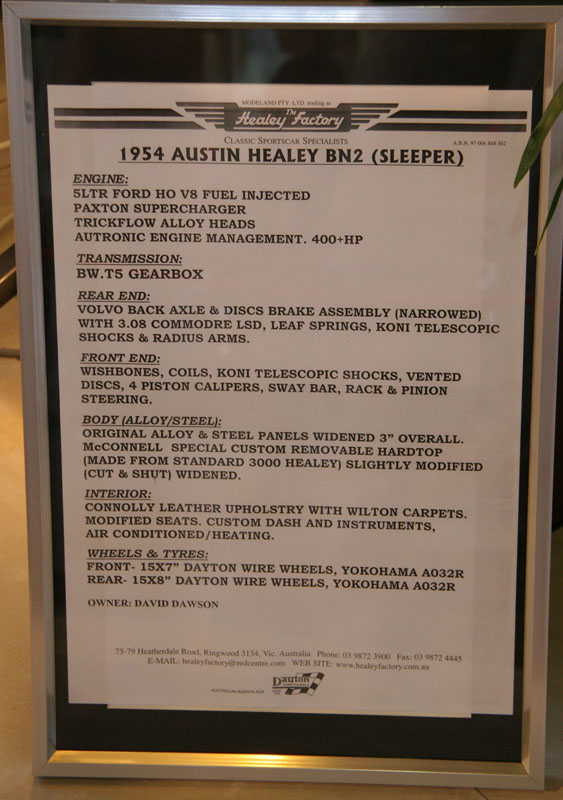 MODELAND PTY. LTD. trading as
The
Healey Factory
CLASSIC SPORTSCAR SPECIALISTS
A.B.N. 97 006 849 362
1954 AUSTIN HEALEY BN2 (SLEEPER)
ENGINE:
5LTR FORD HO V8 FUEL INJECTED
PAXTON SUPERCHARGER
TRICKFLOW ALLOY HEADS
AUTRONIC ENGINE MANAGEMENT. 400+HP
TRANSMISSION:
BW.T5 GEARBOX
REAR END:
VOLVO BACK AXLE & DISCS BRAKE ASSEMBLY (NARROWED)
WITH 3.08 COMMODRE LSD, LEAF SPRINGS, KONI TELESCOPIC
SHOCKS & RADIUS ARMS.
FRONT END:
WISHBONES, COILS, KONI TELESCOPIC SHOCKS, VENTED
DISCS, 4 PISTON CALIPERS, SWAY BAR, RACK & PINION
STEERING.
BODY (ALLOY/STEEL):
ORIGINAL ALLOY & STEEL PANELS WIDENED 3" OVERALL.
McCONNELL SPECIAL CUSTOM REMOVABLE HARDTOP
(MADE FROM STANDARD 3000 HEALEY) SLIGHTLY MODIFIED
(CUT & SHUT) WIDENED.
INTERIOR:
CONNOLLY LEATHER UPHOLSTRY WITH WILTON CARPETS.
MODIFIED SEATS. CUSTOM DASH AND INSTRUMENTS,
AIR CONDITIONED/HEATING.
WHEELS & TYRES:
FRONT- 15X7" DAYTON WIRE WHEELS, YOKOHAMA A032R
REAR- 15X8" DAYTON WIRE WHEELS, YOKOHAMA A032R
OWNER: DAVID DAWSON
75-79 Heatherdale Road, Ringwood 3134, Vic. Australia Phone: 03 9872 3900 Fax: 03 9872 4445
E-MAIL: healeyfactory@redcentre.com WEB SITE: www.healeyfactory.com.au
AUSTRALIAN AGENTS FOR
Dayton